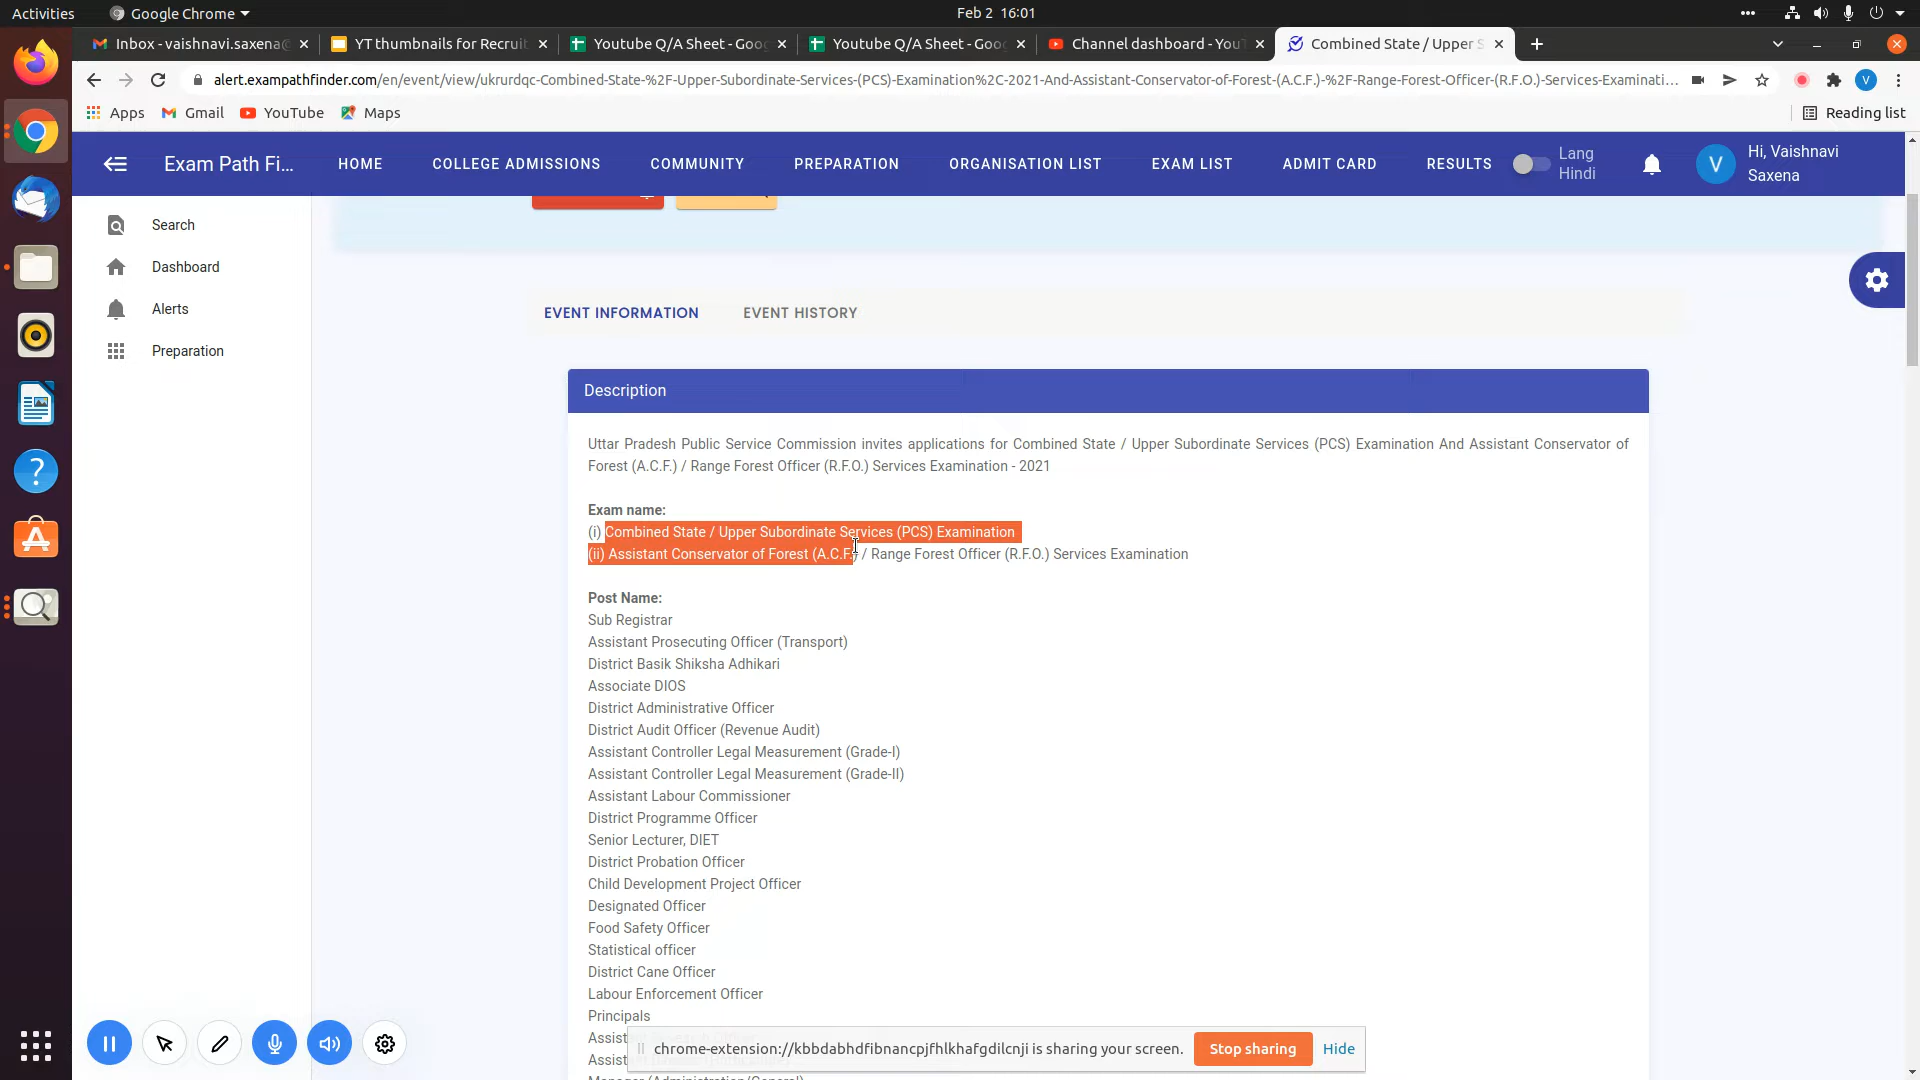 Activities
Google Chrome
Feb 2 16:01
Inbox - vaishnavi.saxena@
YT thumbnails for Recruit
Youtube Q/A Sheet - Goog
Youtube Q/A Sheet - Goog
Channel dashboard - YouT
Combined State / Upper S
alert.exampathfinder.com/en/event/view/ukrurdqc-Combined-State-%2F-Upper-Subordinate-Services-(PCS)-Examination%2C-2021-And-Assistant-Conservator-of-Forest-(A.C.F.)-%2F-Range-Forest-Officer-(R.F.O.)-Services-Examinati...
V
Apps
Gmail
YouTube
Maps
Reading list
Exam Path Fi...
HOME
COLLEGE ADMISSIONS
COMMUNITY
PREPARATION
ORGANISATION LIST
EXAM LIST
ADMIT CARD
RESULTS
Lang
Hindi
V
Hi, Vaishnavi
Saxena
Search
Dashboard
Alerts
Preparation
EVENT INFORMATION
EVENT HISTORY
Description
Uttar Pradesh Public Service Commission invites applications for Combined State / Upper Subordinate Services (PCS) Examination And Assistant Conservator of
Forest (A.C.F.) / Range Forest Officer (R.F.O.) Services Examination - 2021
Exam name:
(i) Combined State / Upper Subordinate Services (PCS) Examination
(ii) Assistant Conservator of Forest (A.C.F.) / Range Forest Officer (R.F.O.) Services Examination
Post Name:
Sub Registrar
Assistant Prosecuting Officer (Transport)
District Basik Shiksha Adhikari
Associate DIOS
District Administrative Officer
District Audit Officer (Revenue Audit)
Assistant Controller Legal Measurement (Grade-I)
Assistant Controller Legal Measurement (Grade-II)
Assistant Labour Commissioner
District Programme Officer
Senior Lecturer, DIET
District Probation Officer
Child Development Project Officer
Designated Officer
Food Safety Officer
Statistical officer
District Cane Officer
Labour Enforcement Officer
Principals
chrome-extension://kbbdabhdfibnancpjfhlkhafgdilcnji is sharing your screen.
Stop sharing
Hide